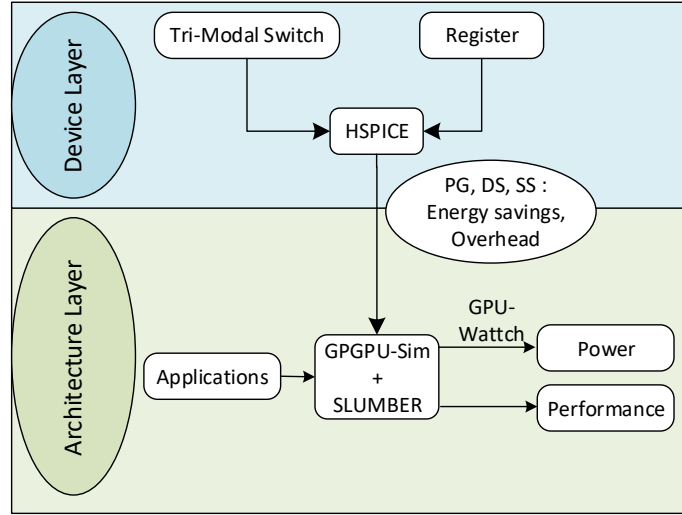 Device Layer
Tri-Modal Switch
Register
HSPICE
PG, DS, SS :
Energy savings,
Overhead
Architecture Layer
Applications
GPGPU-Sim
+
SLUMBER
GPU-
Wattch
Power
Performance